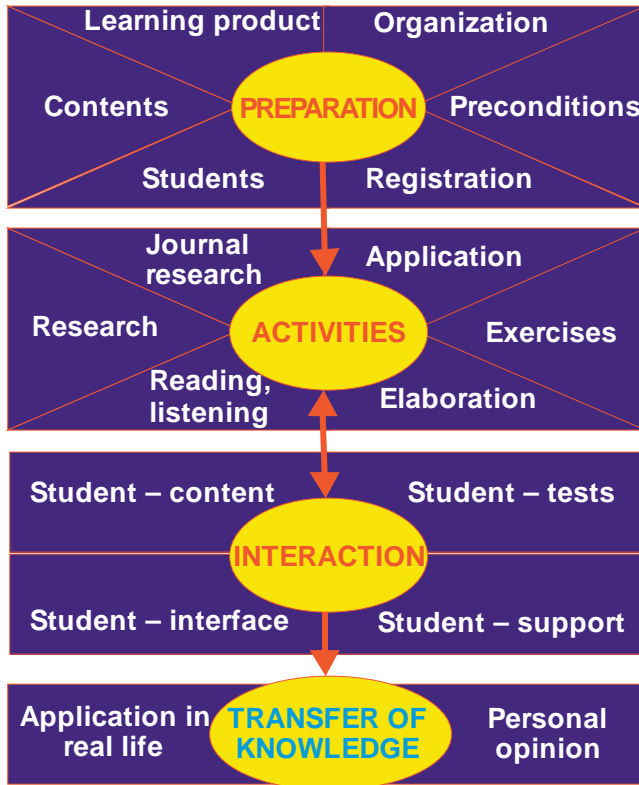 Learning product
Organization
Contents
PREPARATION
Preconditions
Students
Registration
Journal
research
Application
Research
ACTIVITIES
Exercises
Reading,
listening
Elaboration
Student – content
Student – tests
INTERACTION
Student – interface
Student – support
Application in
real life
TRANSFER OF
KNOWLEDGE
Personal
opinion